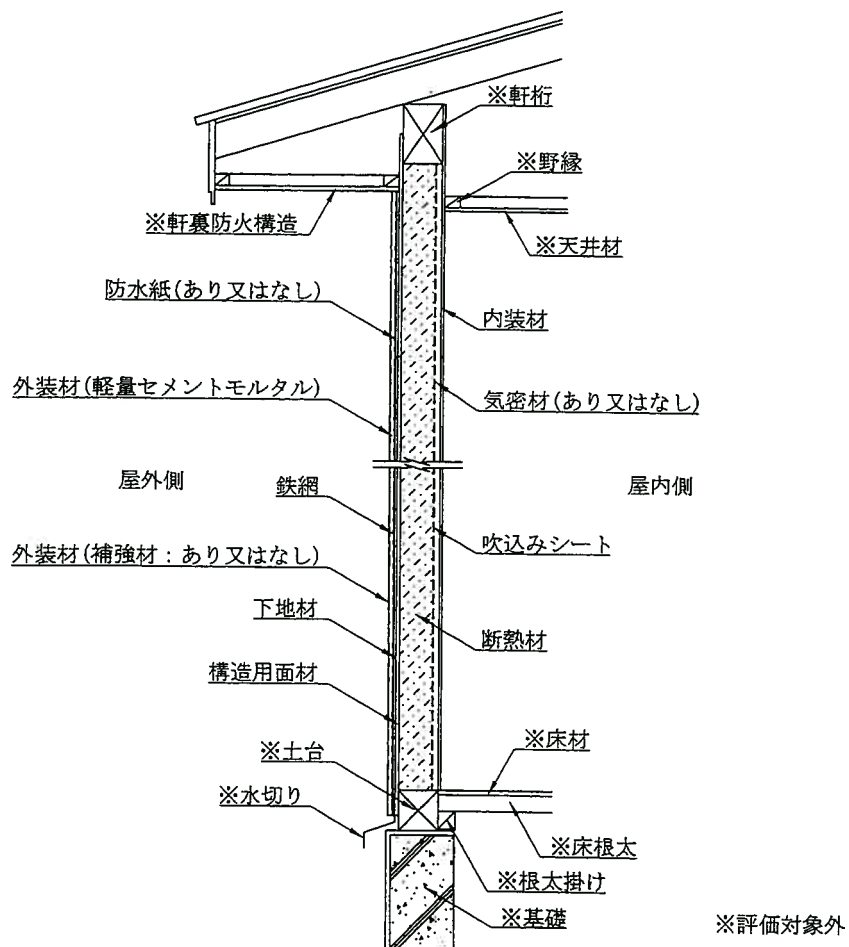 ※軒桁
※野縁
※軒裏防火構造
※天井材
防水紙(あり又はなし)
内装材
外装材(軽量セメントモルタル)
気密材(あり又はなし)
屋外側
鉄網
屋内側
外装材(補強材：あり又はなし)
吹込みシート
下地材
断熱材
構造用面材
※床材
※土台
※水切り
※床根太
※根太掛け
※基礎
※評価対象外